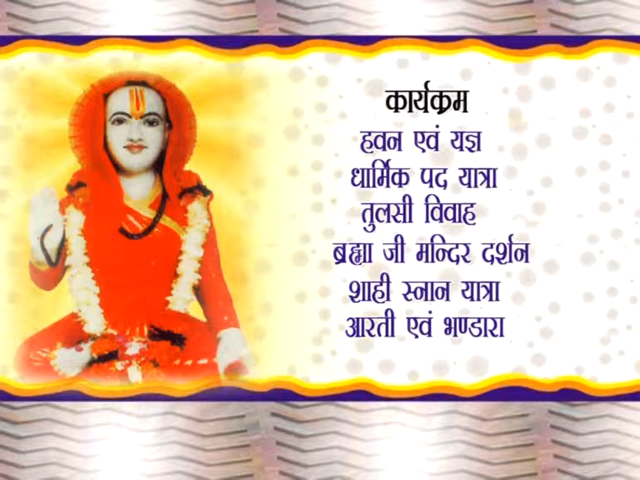 कार्यक्रम
हवन एवं यज्ञ
धार्मिक पद यात्रा
तुलसी विवाह
ब्रह्मा जी मन्दिर दर्शन
शाही स्नान यात्रा
आरती एवं भण्डारा